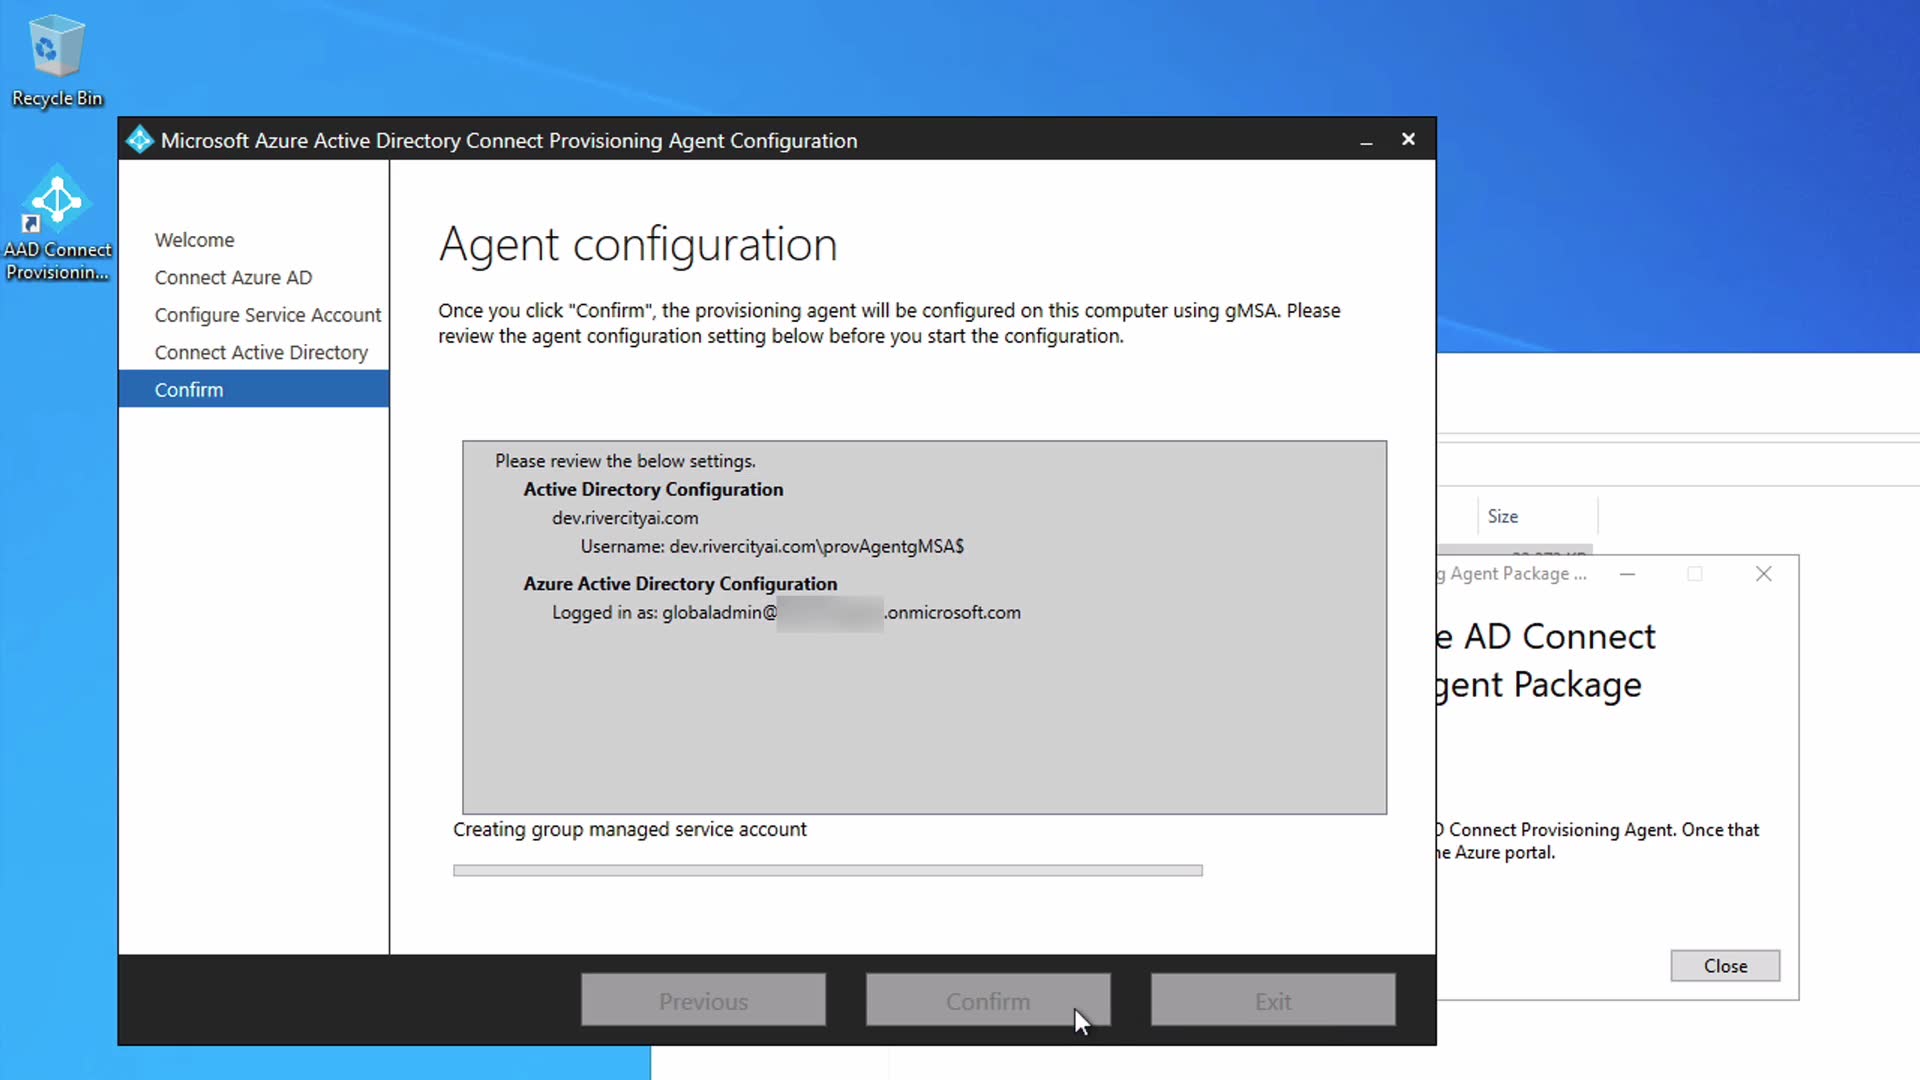 Recycle Bin
AAD Connect
Provisionin...
Microsoft Azure Active Directory Connect Provisioning Agent Configuration
Welcome
Connect Azure AD
Configure Service Account
Connect Active Directory
Confirm
Agent configuration
Once you click "Confirm", the provisioning agent will be configured on this computer using gMSA. Please
review the agent configuration setting below before you start the configuration.
Please review the below settings.
Active Directory Configuration
dev.rivercityai.com
Username: dev.rivercityai.com\provAgentgMSA$
Azure Active Directory Configuration
Logged in as: globaladmin@ .onmicrosoft.com
Creating group managed service account
Previous
Confirm
Exit
Size
g Agent Package ...
e AD Connect
gent Package
D Connect Provisioning Agent. Once that
he Azure portal.
Close